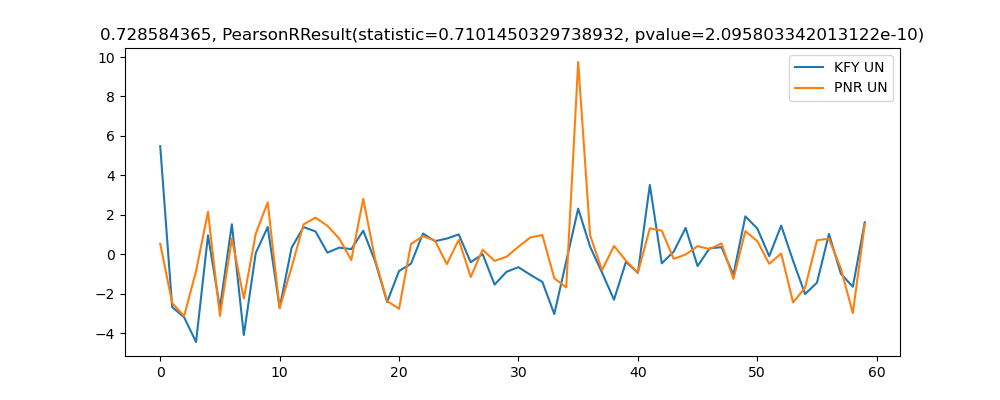 0.728584365, PearsonRResult(statistic=0.7101450329738932, pvalue=2.095803342013122e-10)
KFY UN
PNR UN
10
8
6
4
2
0
−2
−4
0 10 20 30 40 50 60